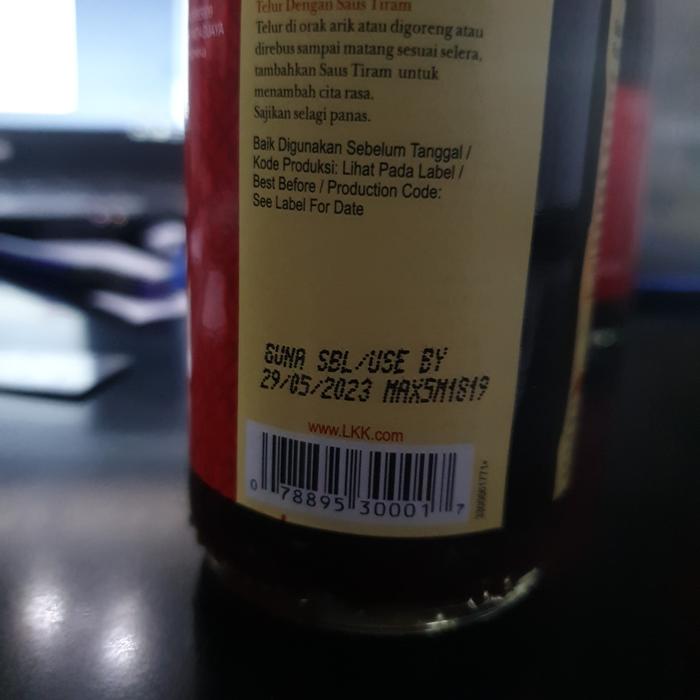 Telur Dengan Saus Tiram
Telur di orak arik atau digoreng atau
direbus sampai matang sesuai selera,
tambahkan Saus Tiram untuk
menambah cita rasa.
Sajikan selagi panas.
Baik Digunakan Sebelum Tanggal /
Kode Produksi: Lihat Pada Label /
Best Before / Production Code:
See Label For Date
GUNA SBL/USE BY
29/05/2023 MAX5M1819
www.LKK.com
0 78895 30001 7